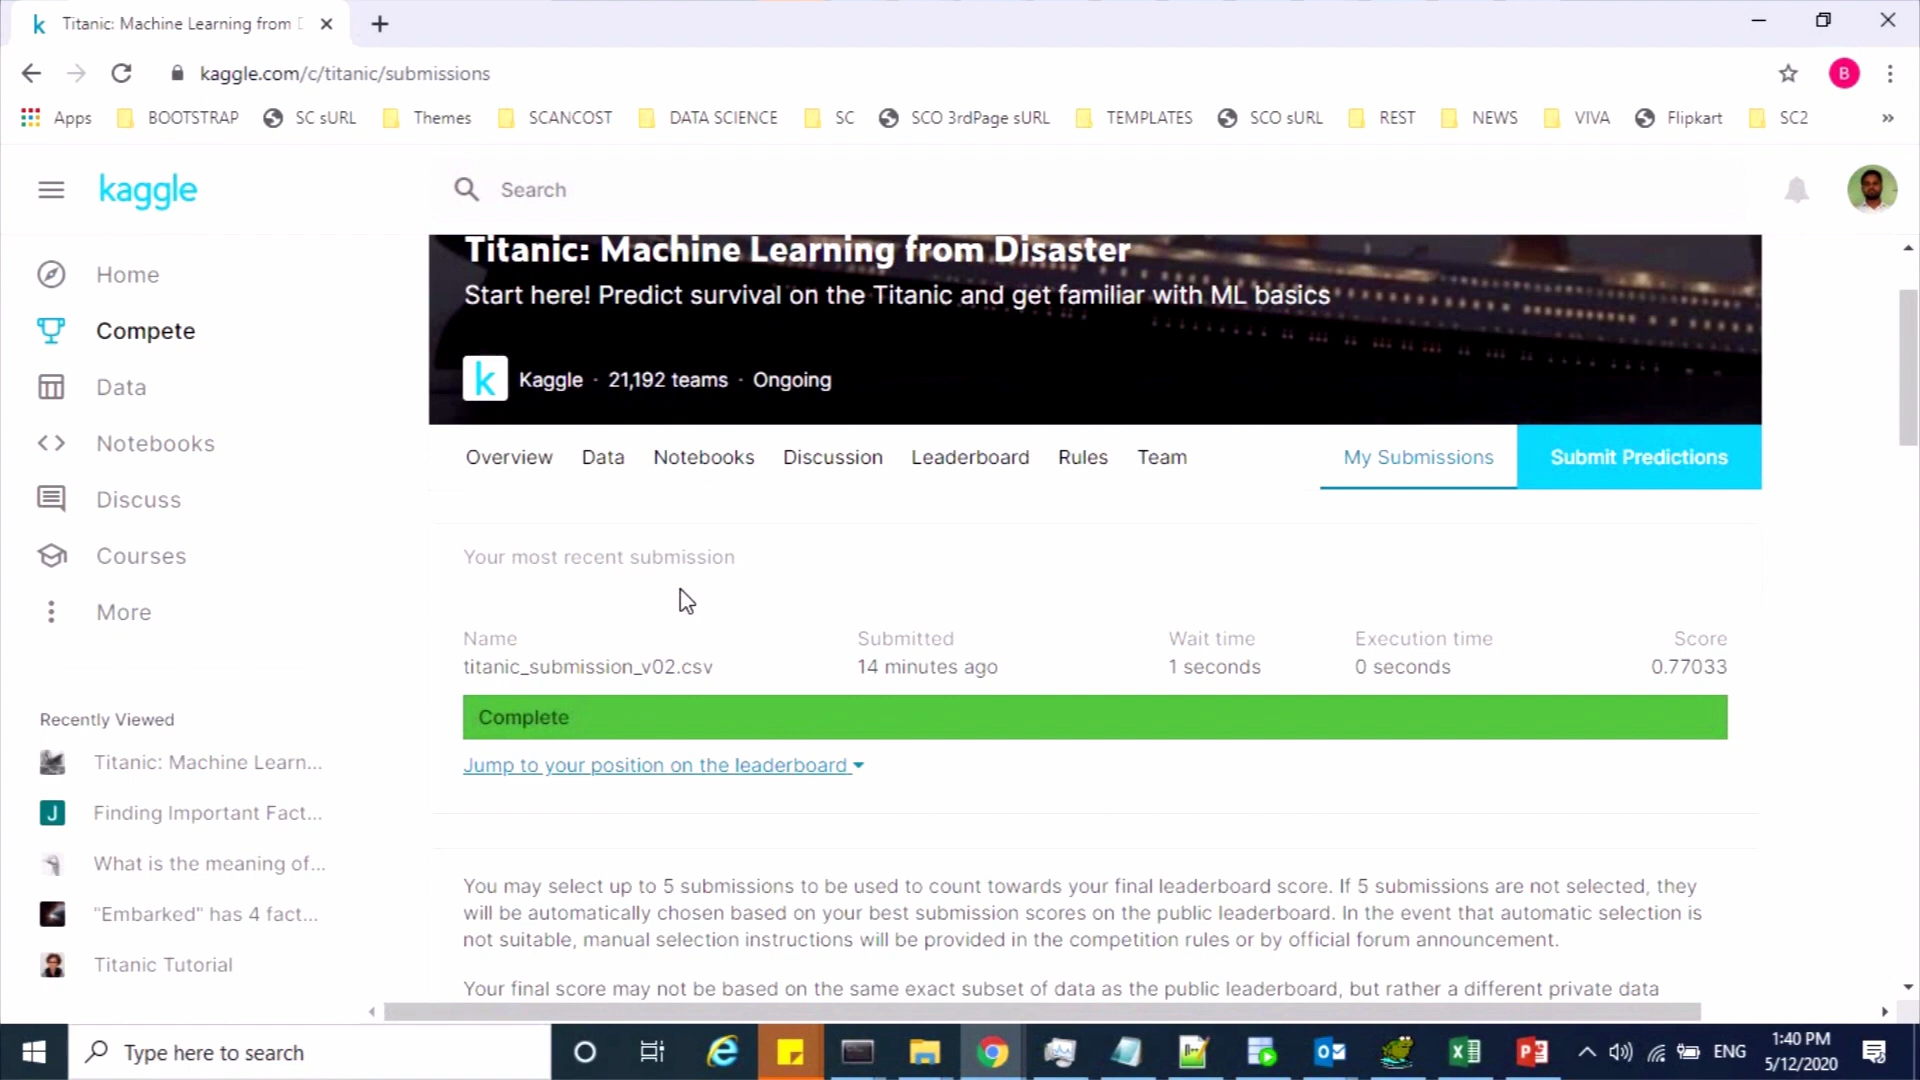 k Titanic: Machine Learning from
kaggle.com/c/titanic/submissions
B
Apps BOOTSTRAP SC sURL Themes SCANCOST DATA SCIENCE SC SCO 3rdPage sURL TEMPLATES SCO sURL REST NEWS VIVA Flipkart SC2 »
kaggle
Search
Titanic: Machine Learning from Disaster
Start here! Predict survival on the Titanic and get familiar with ML basics
k Kaggle · 21,192 teams · Ongoing
Home
Compete
Data
Notebooks
Discuss
Courses
More
Recently Viewed
Titanic: Machine Learn...
J Finding Important Fact...
What is the meaning of...
"Embarked" has 4 fact...
Titanic Tutorial
Overview Data Notebooks Discussion Leaderboard Rules Team My Submissions Submit Predictions
Your most recent submission
Name Submitted Wait time Execution time Score
titanic_submission_v02.csv 14 minutes ago 1 seconds 0 seconds 0.77033
Complete
Jump to your position on the leaderboard
You may select up to 5 submissions to be used to count towards your final leaderboard score. If 5 submissions are not selected, they
will be automatically chosen based on your best submission scores on the public leaderboard. In the event that automatic selection is
not suitable, manual selection instructions will be provided in the competition rules or by official forum announcement.
Your final score may not be based on the same exact subset of data as the public leaderboard, but rather a different private data
Type here to search
ENG
1:40 PM
5/12/2020